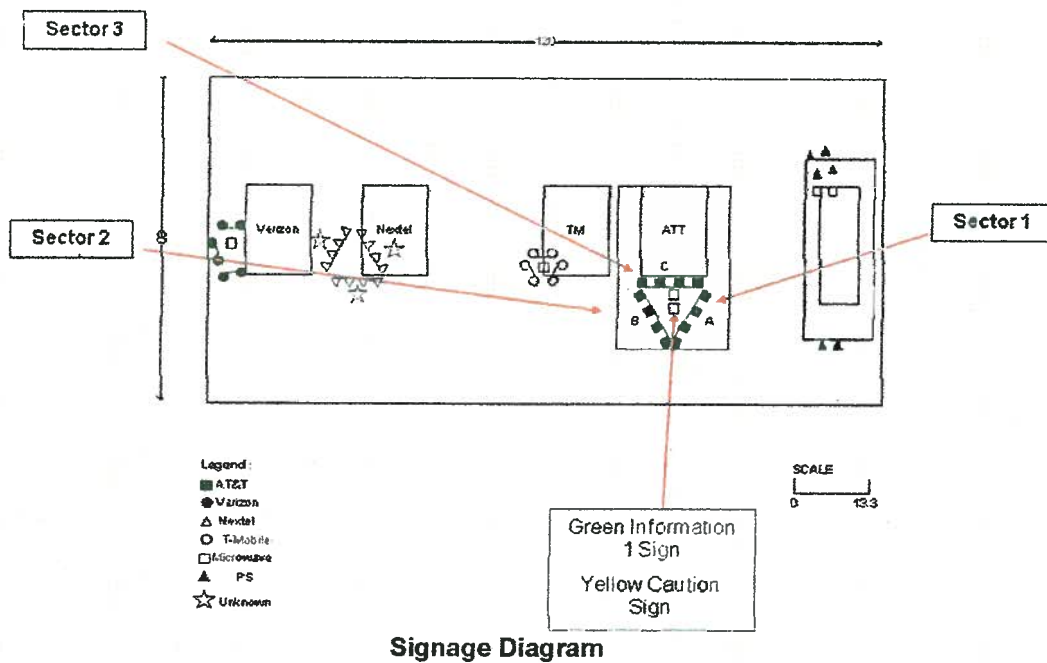 Sector 3
Sector 2
Sector 1
Verizon
Nextel
TM
ATT
C
B
A
Legend:
AT&T
Verizon
Nextel
T-Mobile
Microwave
PS
Unknown
SCALE
0 13.3
Green Information
1 Sign
Yellow Caution
Sign
Signage Diagram